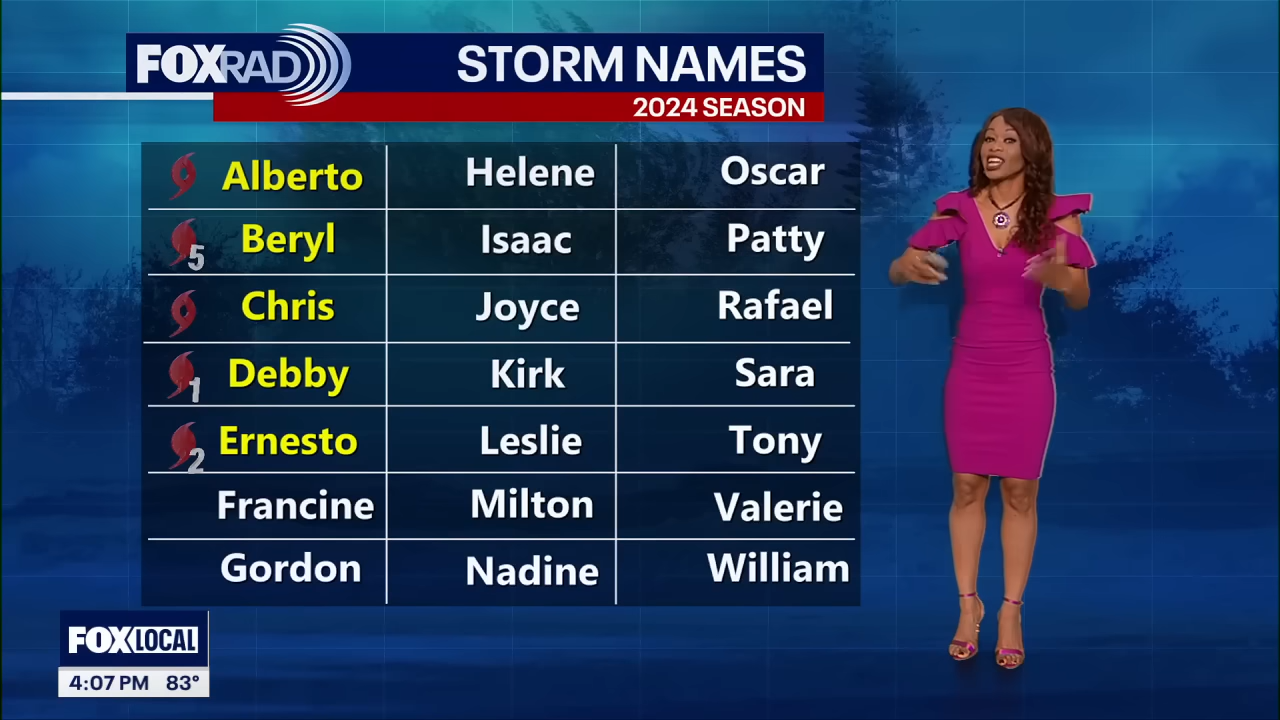 FOXRAD
STORM NAMES
2024 SEASON
Alberto Helene Oscar
5 Beryl Isaac Patty
Chris Joyce Rafael
1 Debby Kirk Sara
2 Ernesto Leslie Tony
Francine Milton Valerie
Gordon Nadine William
FOX LOCAL
4:07 PM 83°